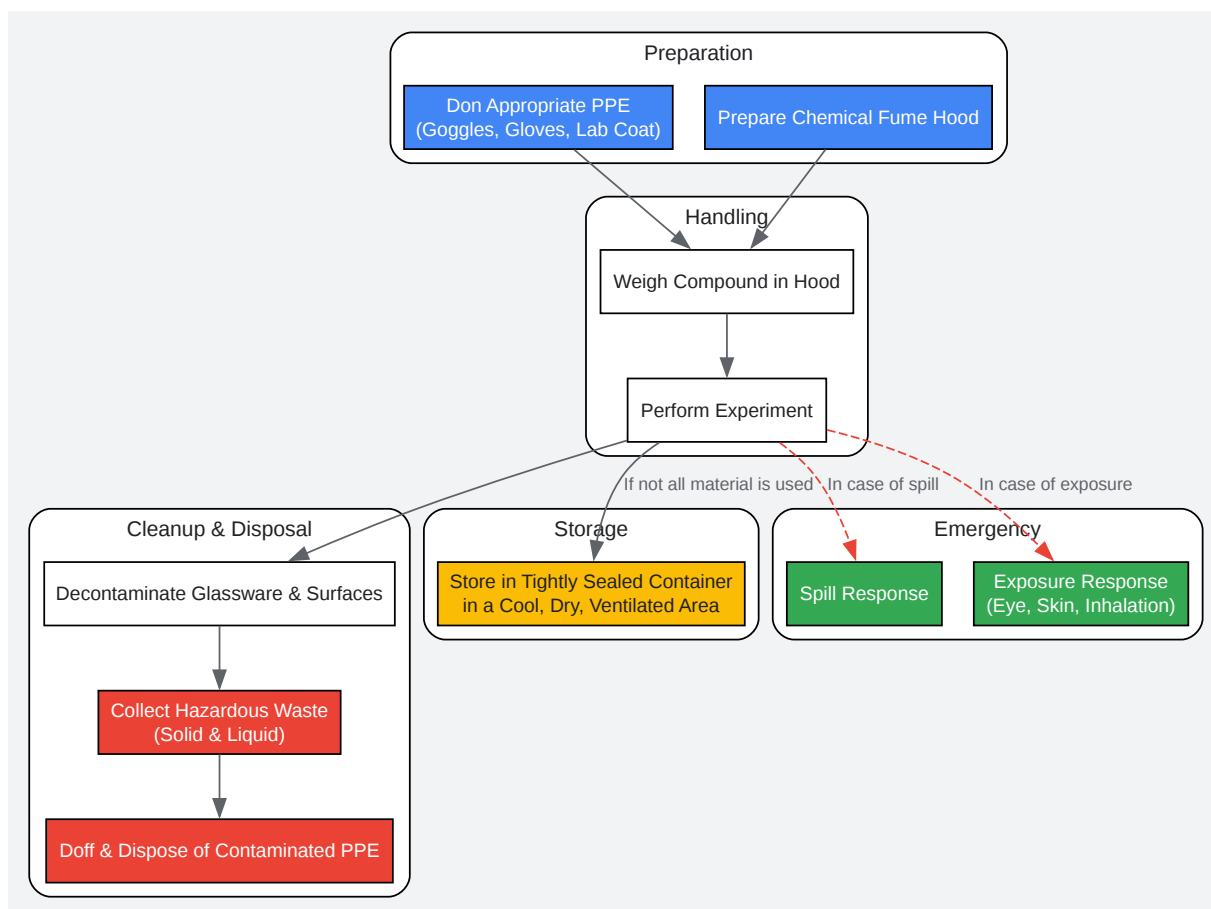 Preparation
Don Appropriate PPE
(Goggles, Gloves, Lab Coat)
Prepare Chemical Fume Hood
Handling
Weigh Compound in Hood
Perform Experiment
If not all material is used
In case of spill
In case of exposure
Cleanup & Disposal
Decontaminate Glassware & Surfaces
Collect Hazardous Waste
(Solid & Liquid)
Doff & Dispose of Contaminated PPE
Storage
Store in Tightly Sealed Container
in a Cool, Dry, Ventilated Area
Emergency
Spill Response
Exposure Response
(Eye, Skin, Inhalation)